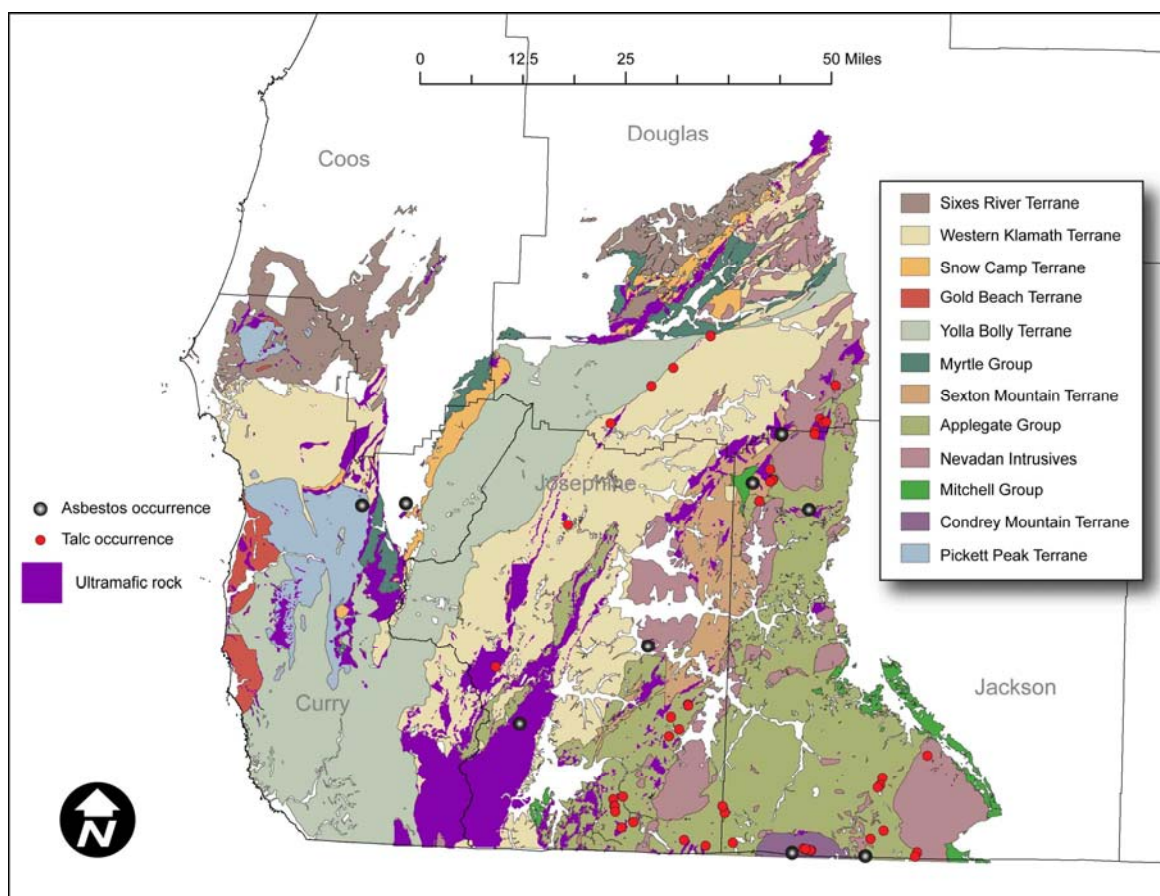 0 12.5 25 50 Miles
Douglas
Coos
Sixes River Terrane
Western Klamath Terrane
Snow Camp Terrane
Gold Beach Terrane
Yolla Bolly Terrane
Myrtle Group
Sexton Mountain Terrane
Applegate Group
Nevadan Intrusives
Mitchell Group
Condrey Mountain Terrane
Pickett Peak Terrane
Josephine
Asbestos occurrence
Talc occurrence
Ultramafic rock
Jackson
Curry
N